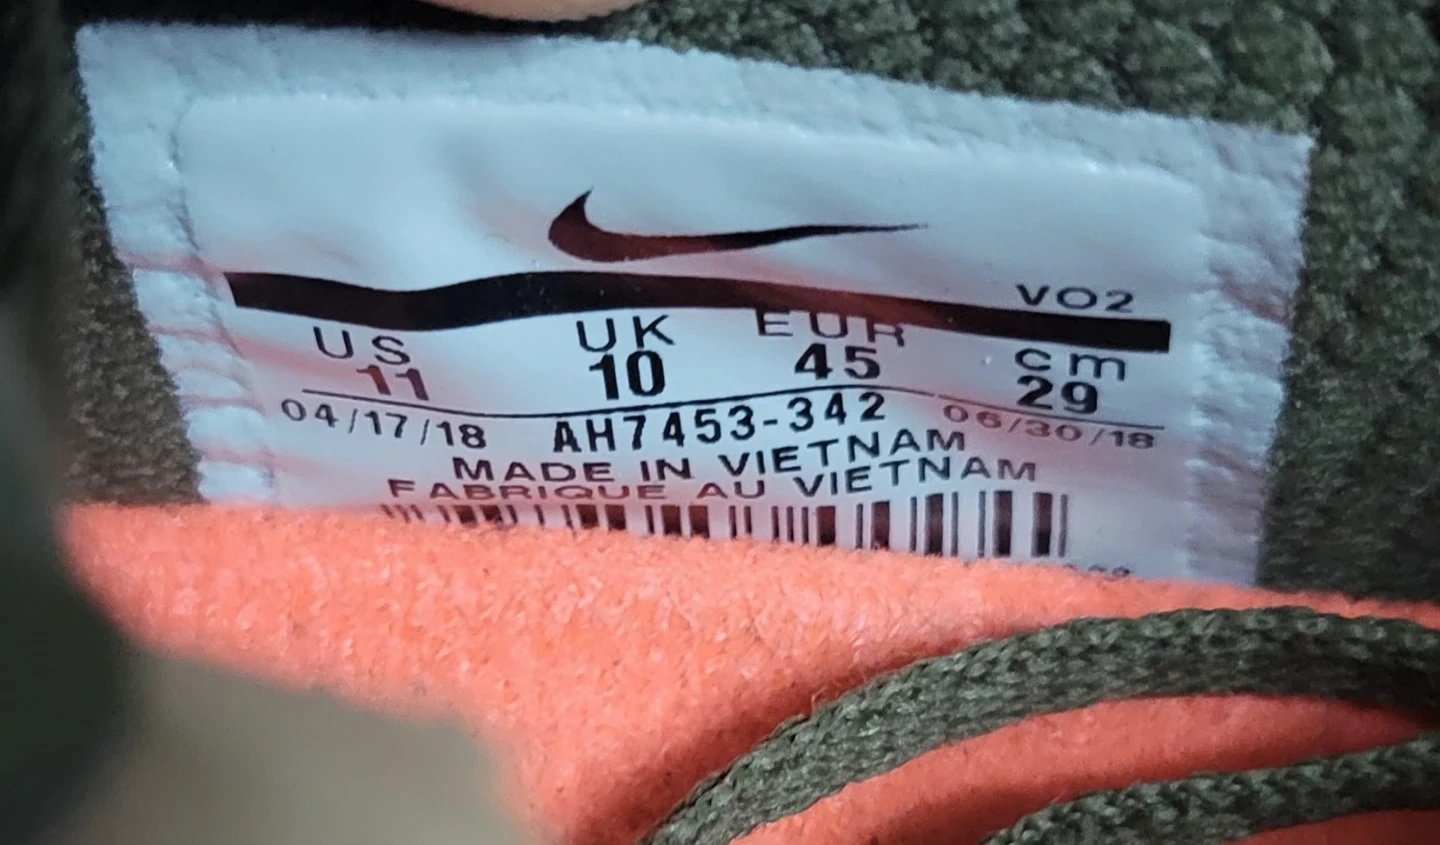 VO2
US UK EUR cm
11 10 45 29
04/17/18 AH7453-342 06/30/18
MADE IN VIETNAM
FABRIQUE AU VIETNAM